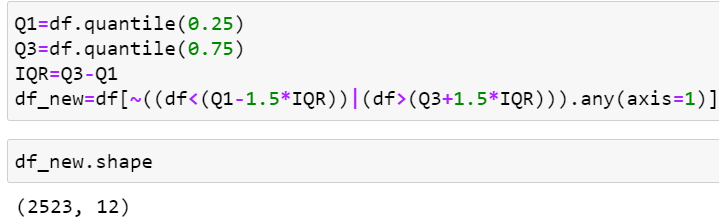 Q1=df.quantile(0.25)
Q3=df.quantile(0.75)
IQR=Q3-Q1
df_new=df[~((df<(Q1-1.5*IQR))|(df>(Q3+1.5*IQR))).any(axis=1)]
df_new.shape
(2523, 12)